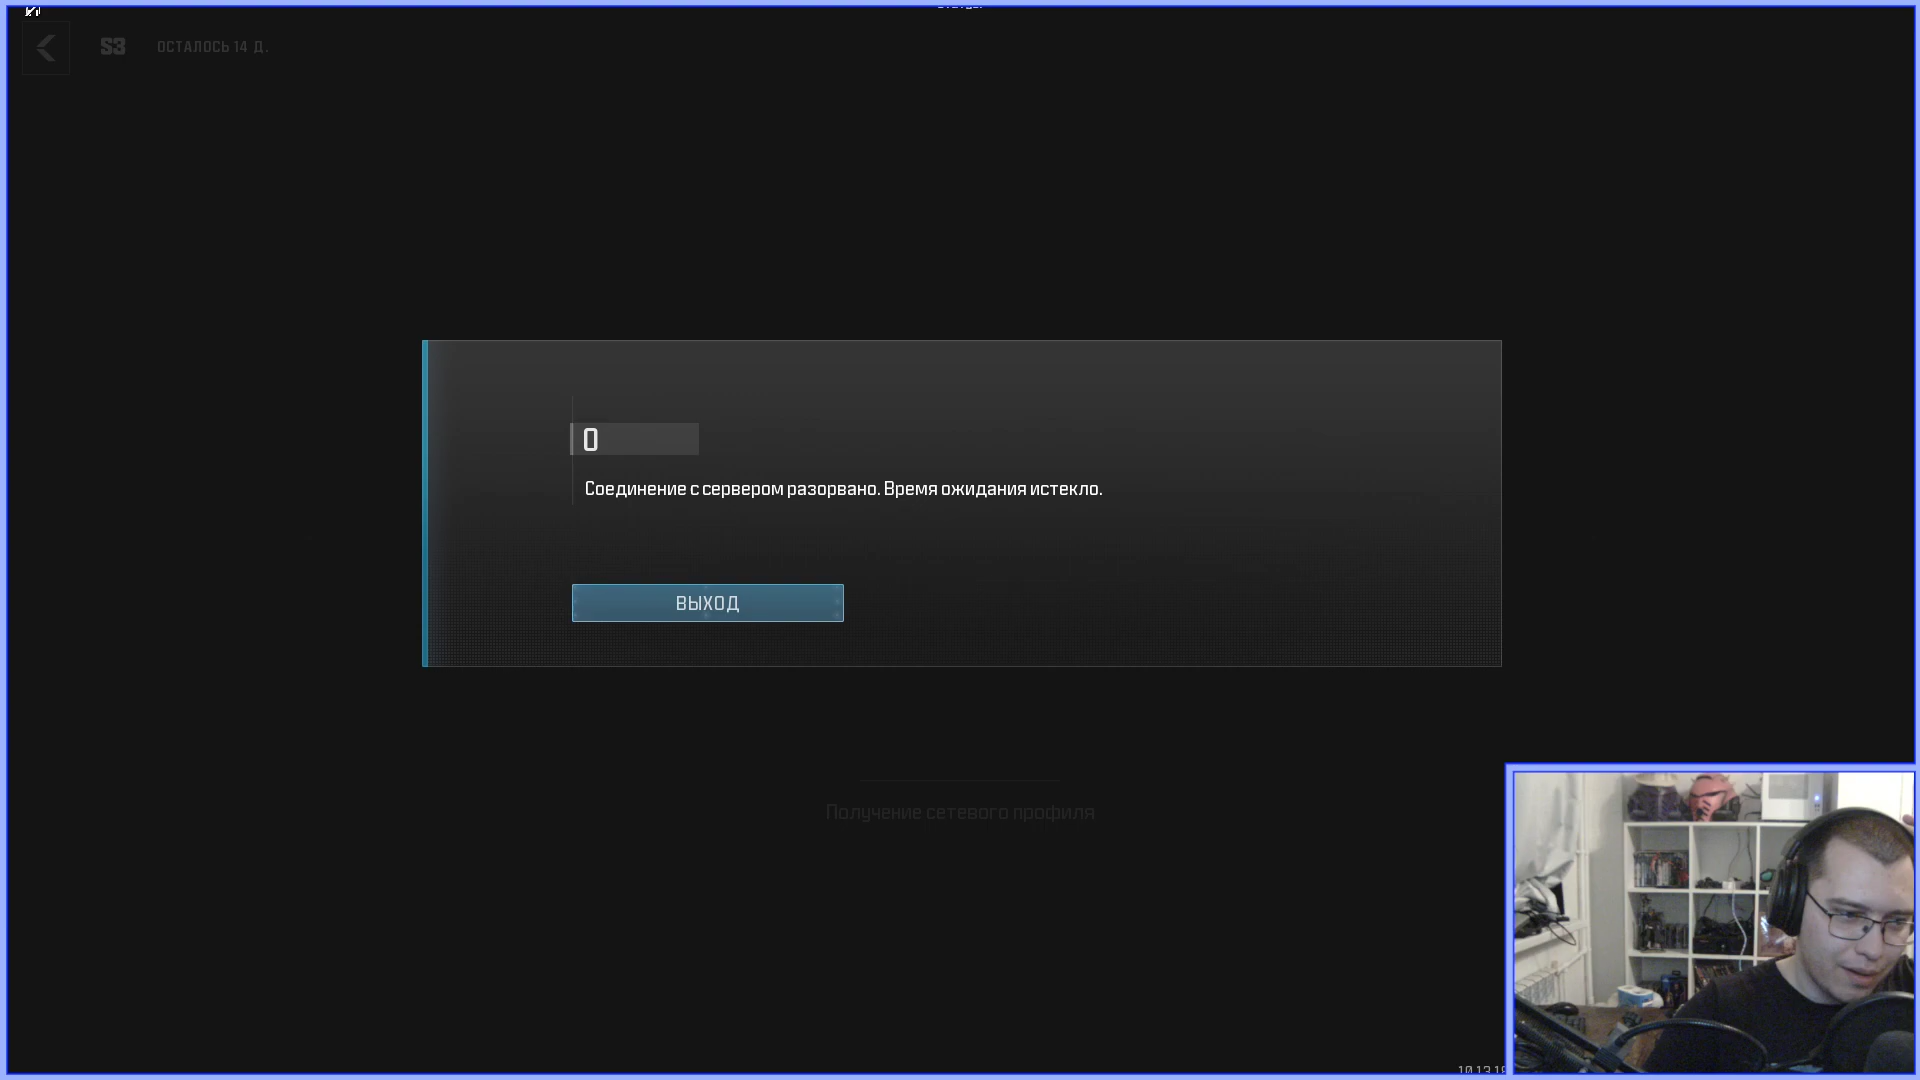 S3 ОСТАЛОСЬ 14 Д.
0
Соединение с сервером разорвано. Время ожидания истекло.
ВЫХОД
Получение сетевого профиля